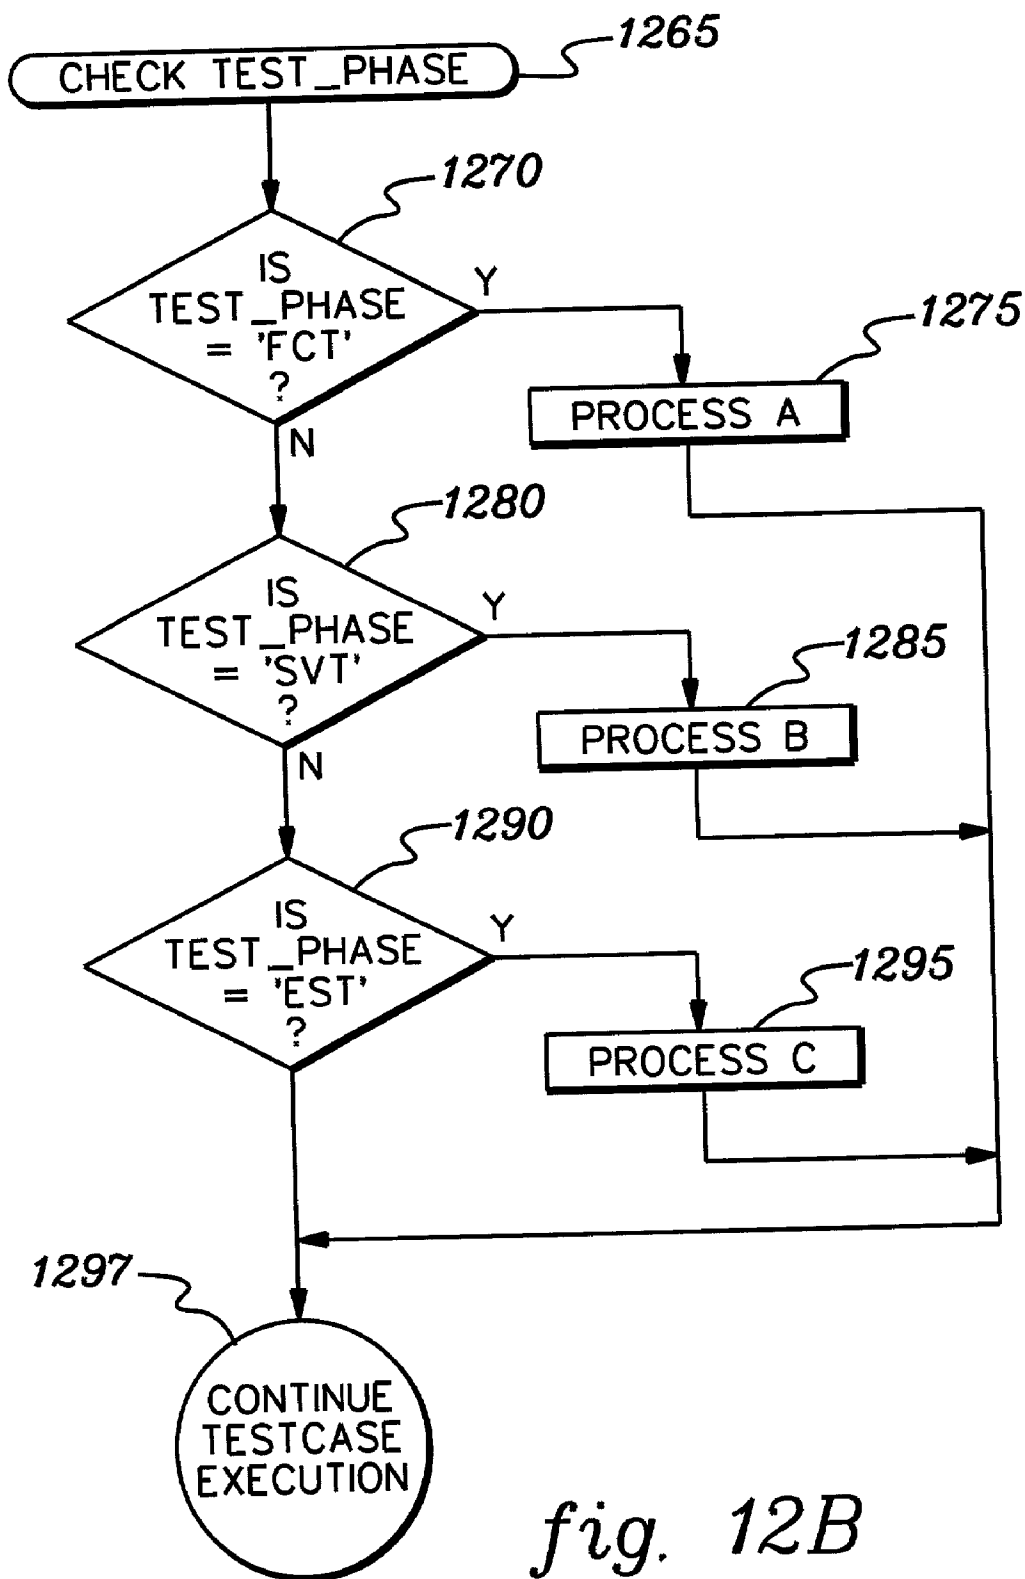 1265
CHECK TEST_PHASE
1270
IS
TEST_PHASE
= 'FCT'
?
Y
N
1275
PROCESS A
1280
IS
TEST_PHASE
= 'SVT'
?
Y
N
1285
PROCESS B
1290
IS
TEST_PHASE
= 'EST'
?
Y
1295
PROCESS C
1297
CONTINUE
TESTCASE
EXECUTION
fig. 12B